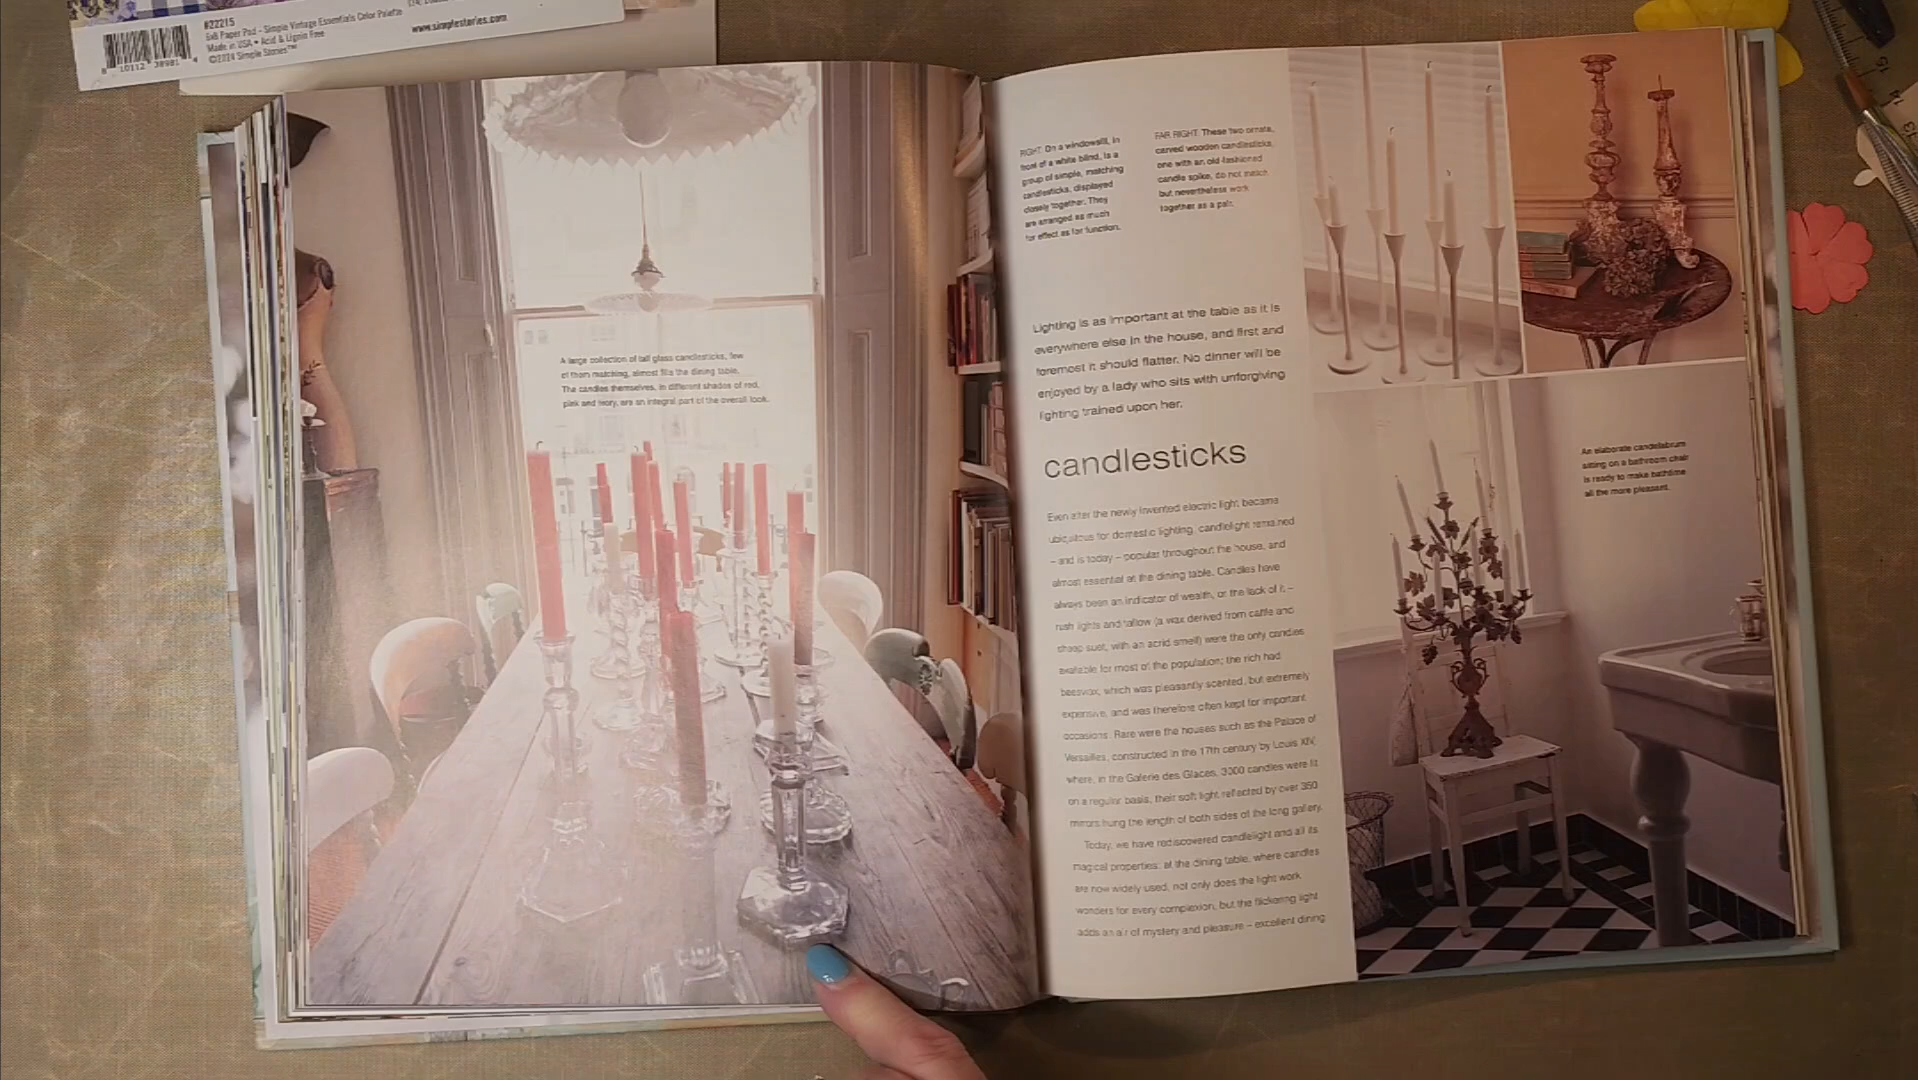 #22215
6x8 Paper Pad - Simple Vintage Essentials Color Palette
Made in USA • Acid & Lignin Free
©2024 Simple Stories™
www.simplestories.com
8 10112 38981 4
A large collection of tall glass candlesticks, few
of them matching, almost fills the dining table.
The candles themselves, in different shades of red,
pink and ivory, are an integral part of the overall look.
RIGHT On a windowsill, in
front of a white blind, is a
group of simple, matching
candlesticks, displayed
closely together. They
are arranged as much
for effect as for function.
FAR RIGHT These two ornate,
carved wooden candlesticks,
one with an old-fashioned
candle spike, do not match
but nevertheless work
together as a pair.
Lighting is as important at the table as it is
everywhere else in the house, and first and
foremost it should flatter. No dinner will be
enjoyed by a lady who sits with unforgiving
lighting trained upon her.
candlesticks
Even after the newly invented electric light became
ubiquitous for domestic lighting, candlelight remained
– and is today – popular throughout the house, and
almost essential at the dining table. Candles have
always been an indicator of wealth, or the lack of it –
rush lights and tallow (a wax derived from cattle and
sheep suet, with an acrid smell) were the only candles
available for most of the population; the rich had
beeswax, which was pleasantly scented, but extremely
expensive, and was therefore often kept for important
occasions. Rare were the houses such as the Palace of
Versailles, constructed in the 17th century by Louis XIV,
where, in the Galerie des Glaces, 3000 candles were lit
on a regular basis, their soft light reflected by over 350
mirrors hung the length of both sides of the long gallery.
Today, we have rediscovered candlelight and all its
magical properties: at the dining table, where candles
are now widely used, not only does the light work
wonders for every complexion, but the flickering light
adds an air of mystery and pleasure – excellent dining
An elaborate candelabrum
sitting on a bathroom chair
is ready to make bathtime
all the more pleasant.